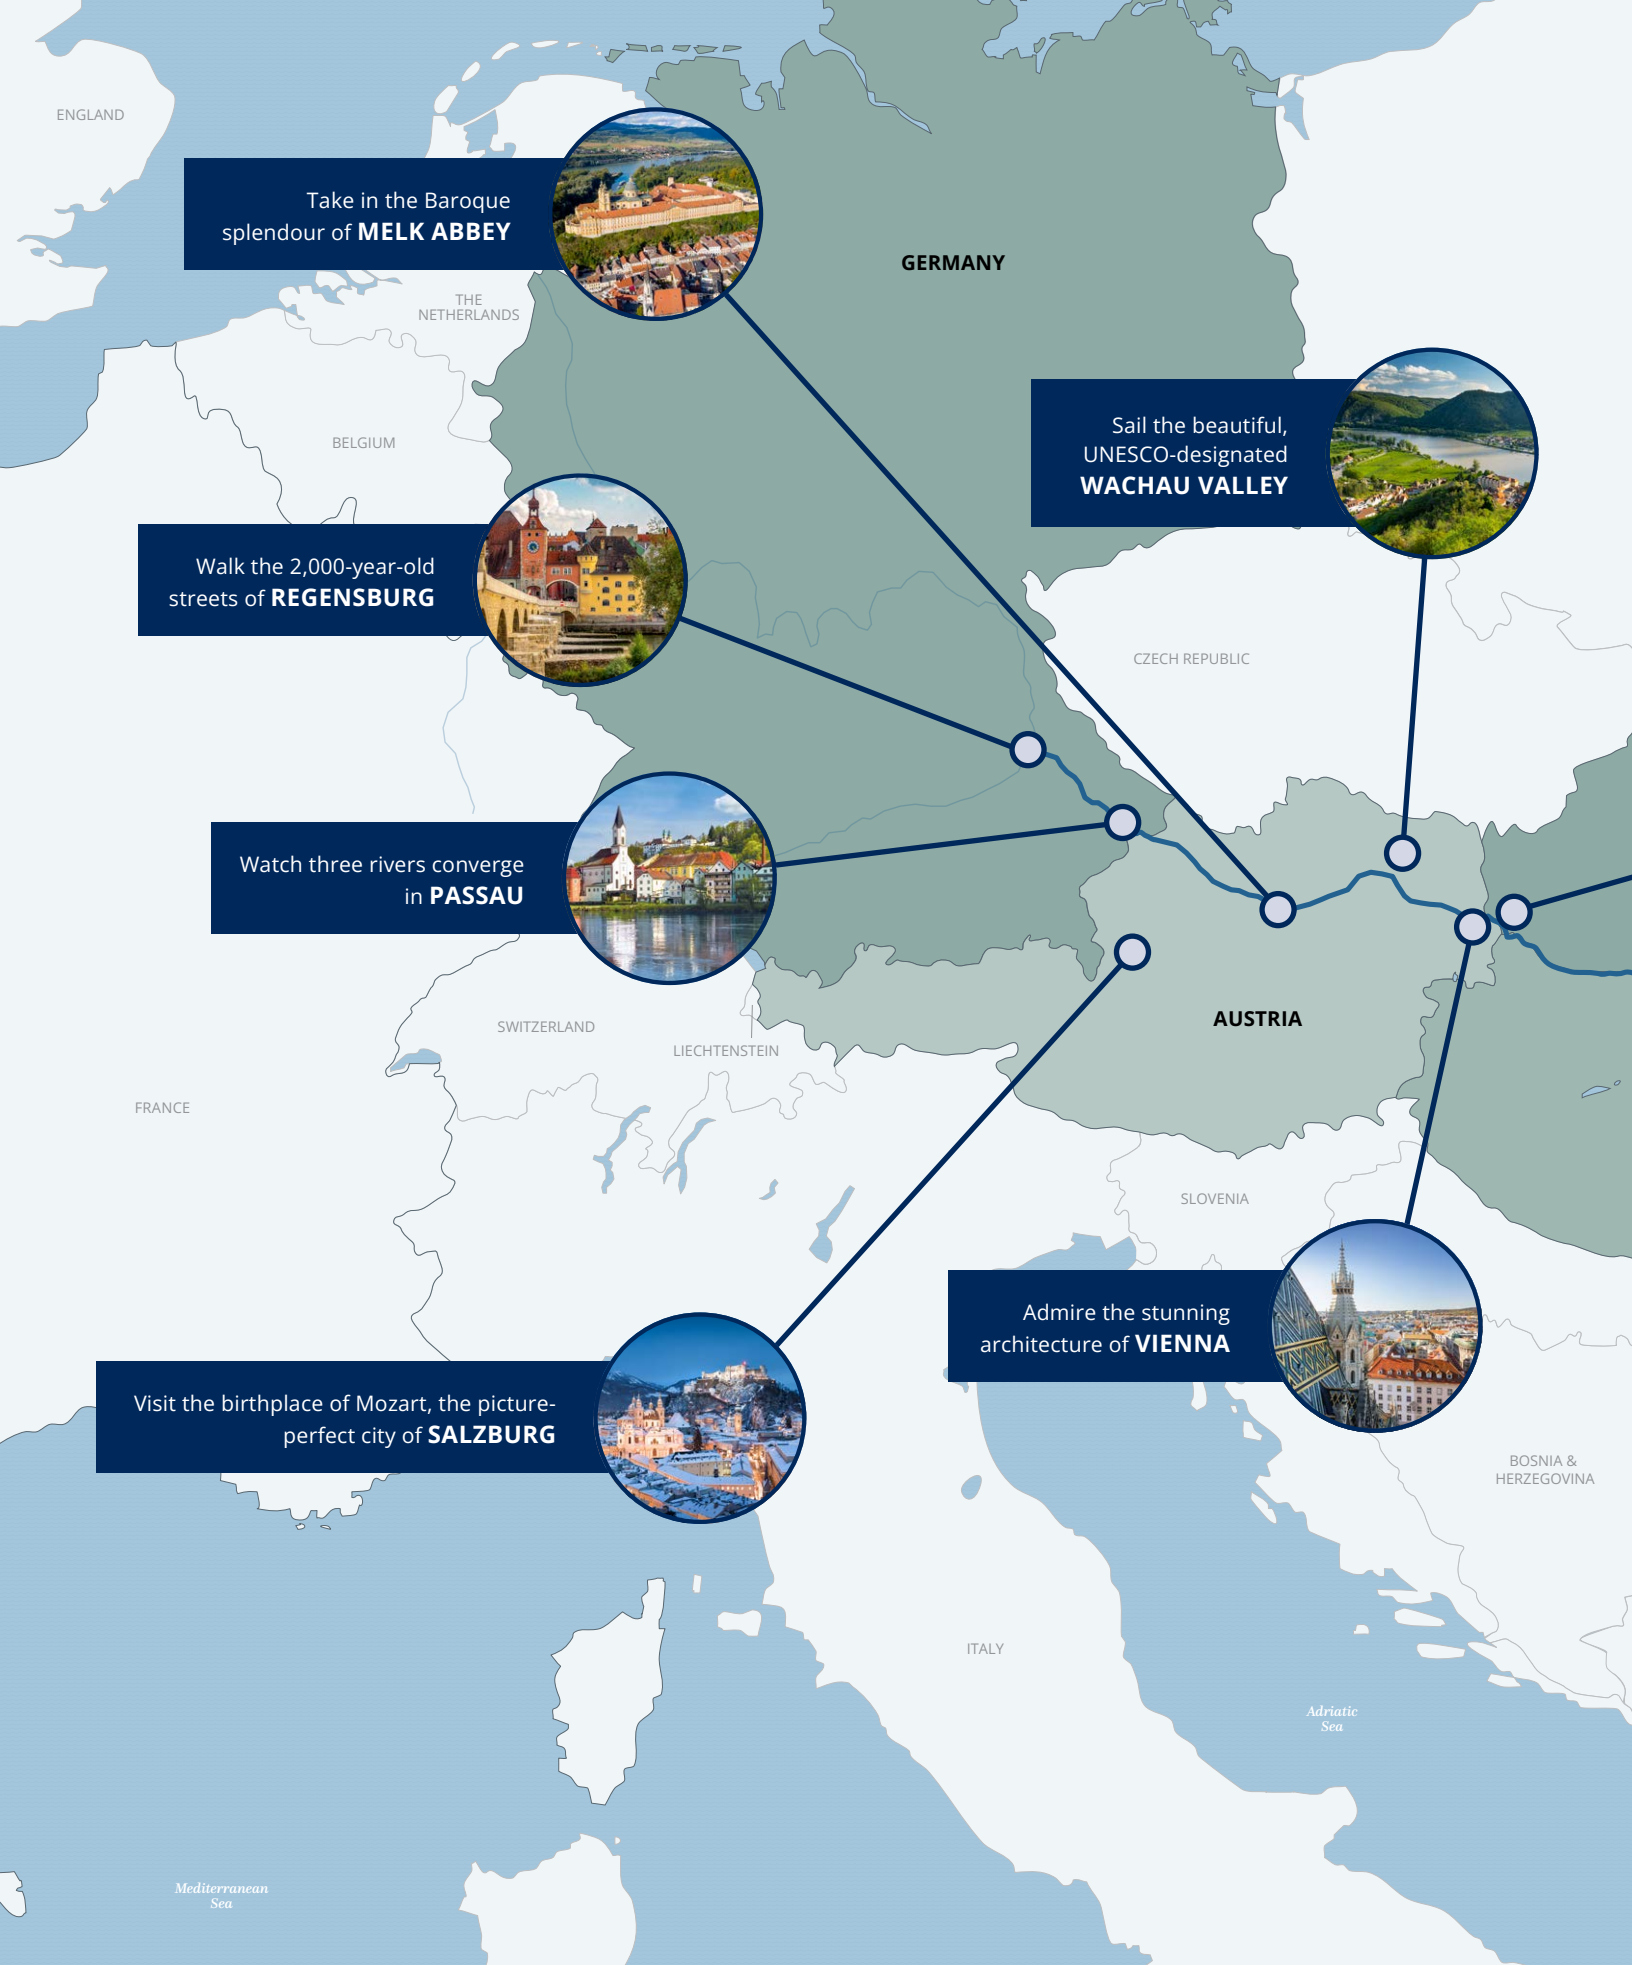 ENGLAND
Take in the Baroque
splendour of MELK ABBEY
GERMANY
THE
NETHERLANDS
BELGIUM
Sail the beautiful,
UNESCO-designated
WACHAU VALLEY
Walk the 2,000-year-old
streets of REGENSBURG
CZECH REPUBLIC
Watch three rivers converge
in PASSAU
AUSTRIA
SWITZERLAND
LIECHTENSTEIN
FRANCE
SLOVENIA
Admire the stunning
architecture of VIENNA
Visit the birthplace of Mozart, the picture-
perfect city of SALZBURG
BOSNIA &
HERZEGOVINA
ITALY
Adriatic
Sea
Mediterranean
Sea